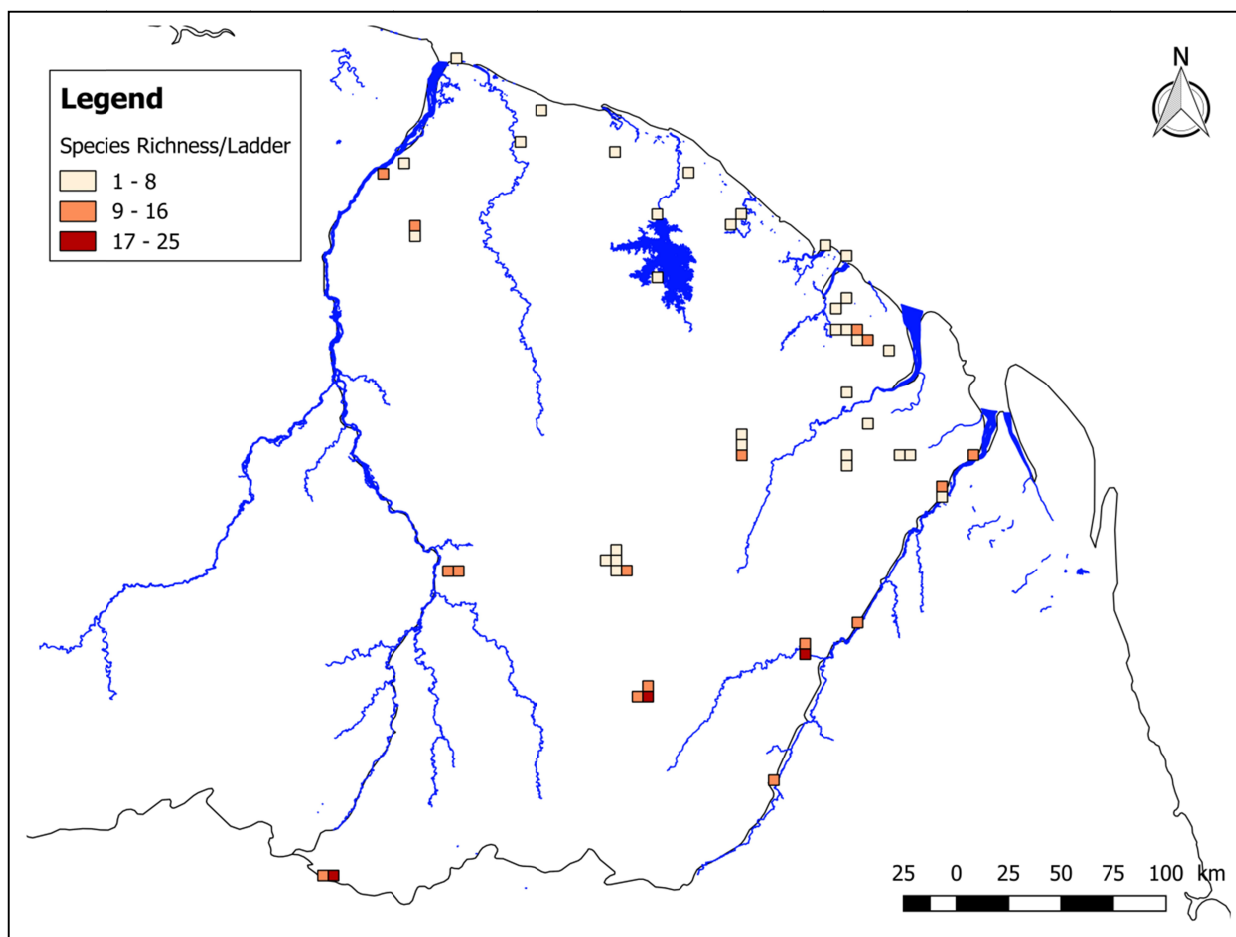 N
Legend
Species Richness/Ladder
1 - 8
9 - 16
17 - 25
25 0 25 50 75 100 km